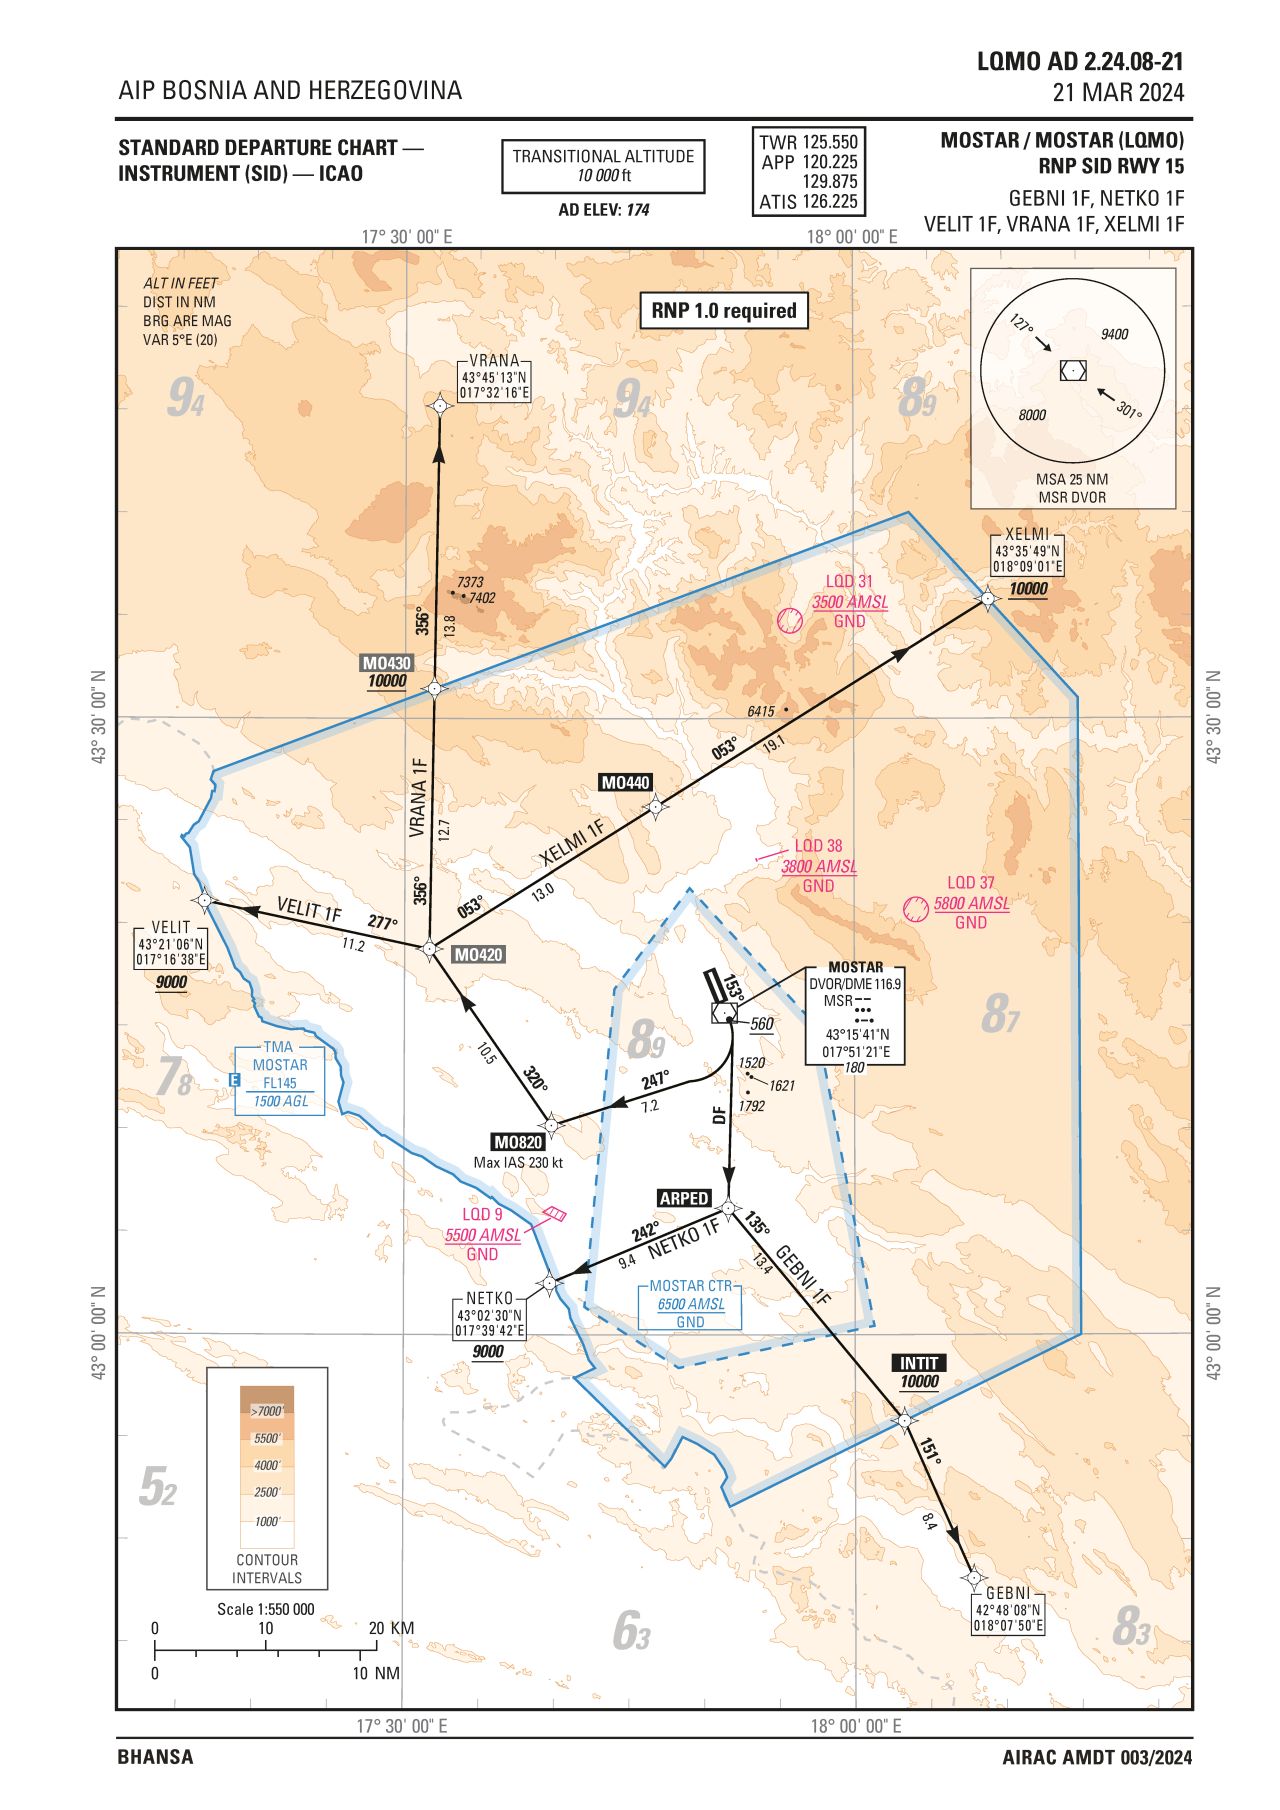 LQMO AD 2.24.08-21
AIP BOSNIA AND HERZEGOVINA
21 MAR 2024
STANDARD DEPARTURE CHART —
INSTRUMENT (SID) — ICAO
TRANSITIONAL ALTITUDE
10 000 ft
AD ELEV: 174
TWR 125.550
APP 120.225
129.875
ATIS 126.225
MOSTAR / MOSTAR (LQMO)
RNP SID RWY 15
GEBNI 1F, NETKO 1F
VELIT 1F, VRANA 1F, XELMI 1F
17° 30' 00" E
18° 00' 00" E
ALT IN FEET
DIST IN NM
BRG ARE MAG
VAR 5°E (20)
RNP 1.0 required
127°
9400
8000
301°
MSA 25 NM
MSR DVOR
VRANA
43°45'13"N
017°32'16"E
94
94
89
XELMI
43°35'49"N
018°09'01"E
10000
7373
7402
LQD 31
3500 AMSL
GND
356°
13.8
MO430
10000
43° 30' 00" N
43° 30' 00" N
6415
053°
19.1
MO440
VRANA 1F
12.7
XELMI 1F
13.0
053°
356°
LQD 38
3800 AMSL
GND
LQD 37
5800 AMSL
GND
VELIT 1F
277°
11.2
VELIT
43°21'06"N
017°16'38"E
9000
MO420
153°
MOSTAR
DVOR/DME 116.9
MSR
43°15'41"N
017°51'21"E
180
560
89
87
78
TMA
MOSTAR
FL145
1500 AGL
E
10.5
320°
247°
7.2
1520
1621
1792
DF
MO820
Max IAS 230 kt
ARPED
LQD 9
5500 AMSL
GND
242°
NETKO 1F
9.4
135°
GEBNI 1F
13.4
MOSTAR CTR
6500 AMSL
GND
NETKO
43°02'30"N
017°39'42"E
9000
43° 00' 00" N
43° 00' 00" N
INTIT
10000
151°
8.4
GEBNI
42°48'08"N
018°07'50"E
52
63
83
>7000'
5500'
4000'
2500'
1000'
CONTOUR
INTERVALS
Scale 1:550 000
0 10 20 KM
0 10 NM
17° 30' 00" E
18° 00' 00" E
BHANSA
AIRAC AMDT 003/2024